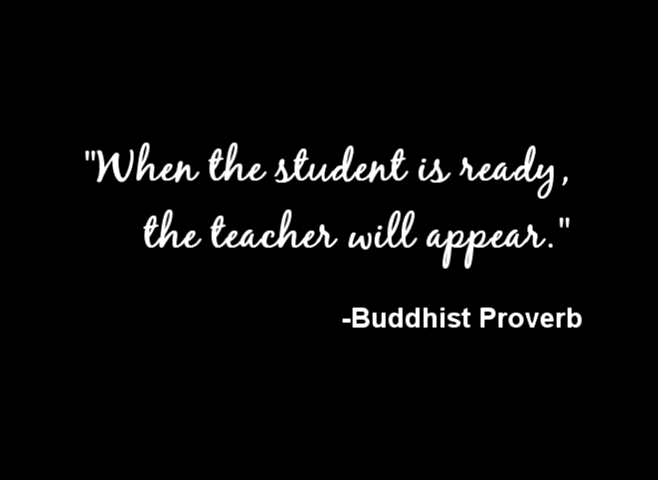 "When the student is ready,
the teacher will appear."
-Buddhist Proverb